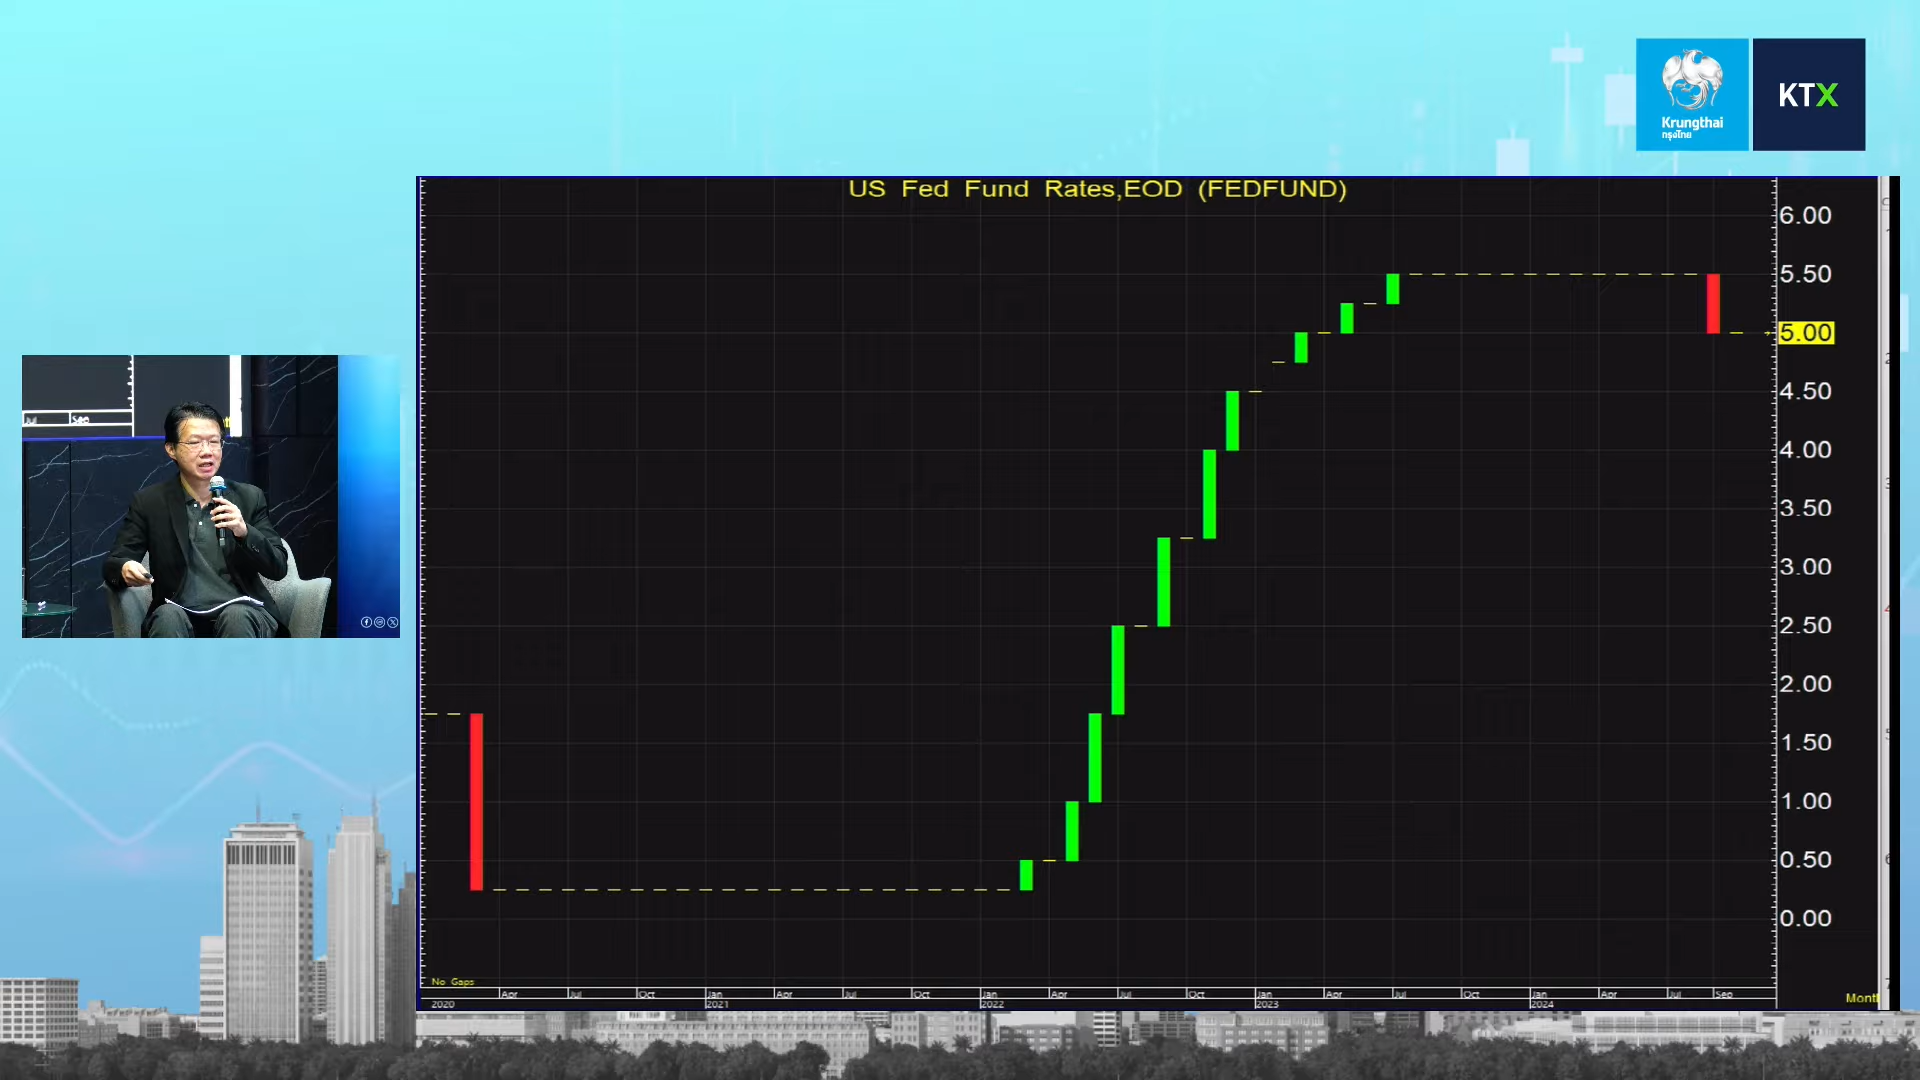 Krungthai
กรุงไทย
KTX
US Fed Fund Rates,EOD (FEDFUND)
6.00
5.50
5.00
4.50
4.00
3.50
3.00
2.50
2.00
1.50
1.00
0.50
0.00
No Gaps
Apr Jul Oct Jan Apr Jul Oct Jan Apr Jul Oct Jan Apr Jul Oct Jan Apr Jul Sep
2020 2021 2022 2023 2024
Jul Sep